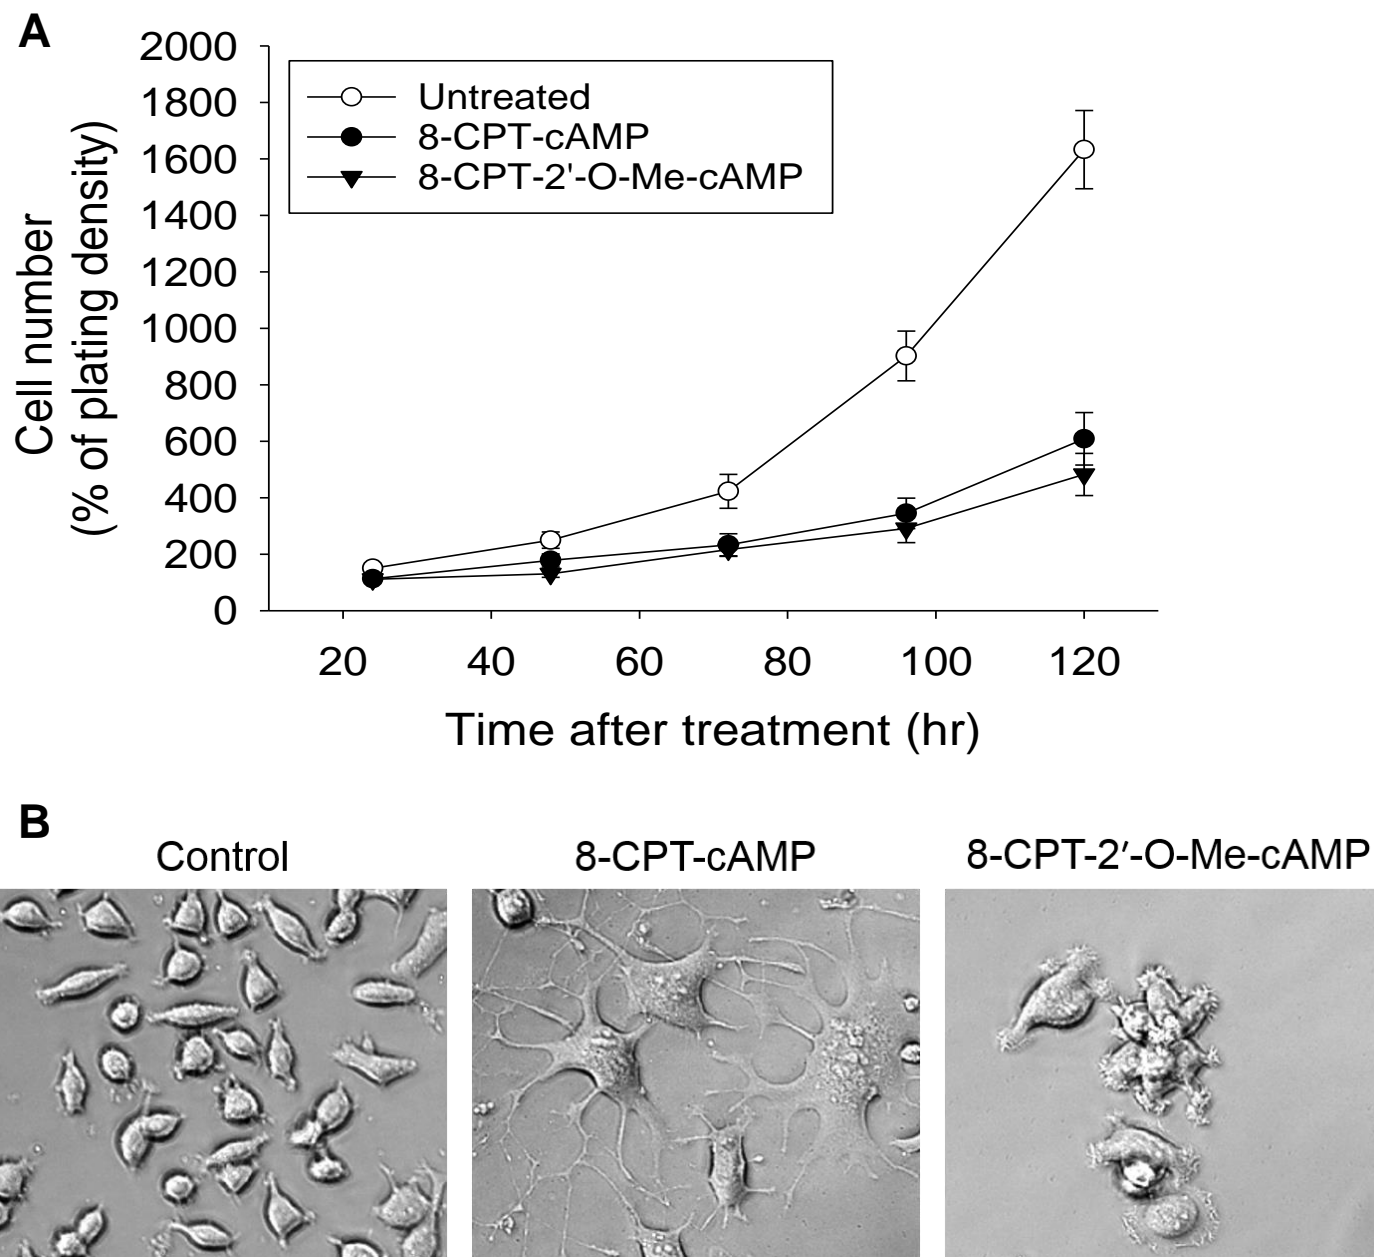 A
2000
1800
1600
1400
1200
1000
800
600
400
200
0
Cell number
(% of plating density)
Untreated
8-CPT-cAMP
8-CPT-2'-O-Me-cAMP
20 40 60 80 100 120
Time after treatment (hr)
B
Control 8-CPT-cAMP 8-CPT-2′-O-Me-cAMP